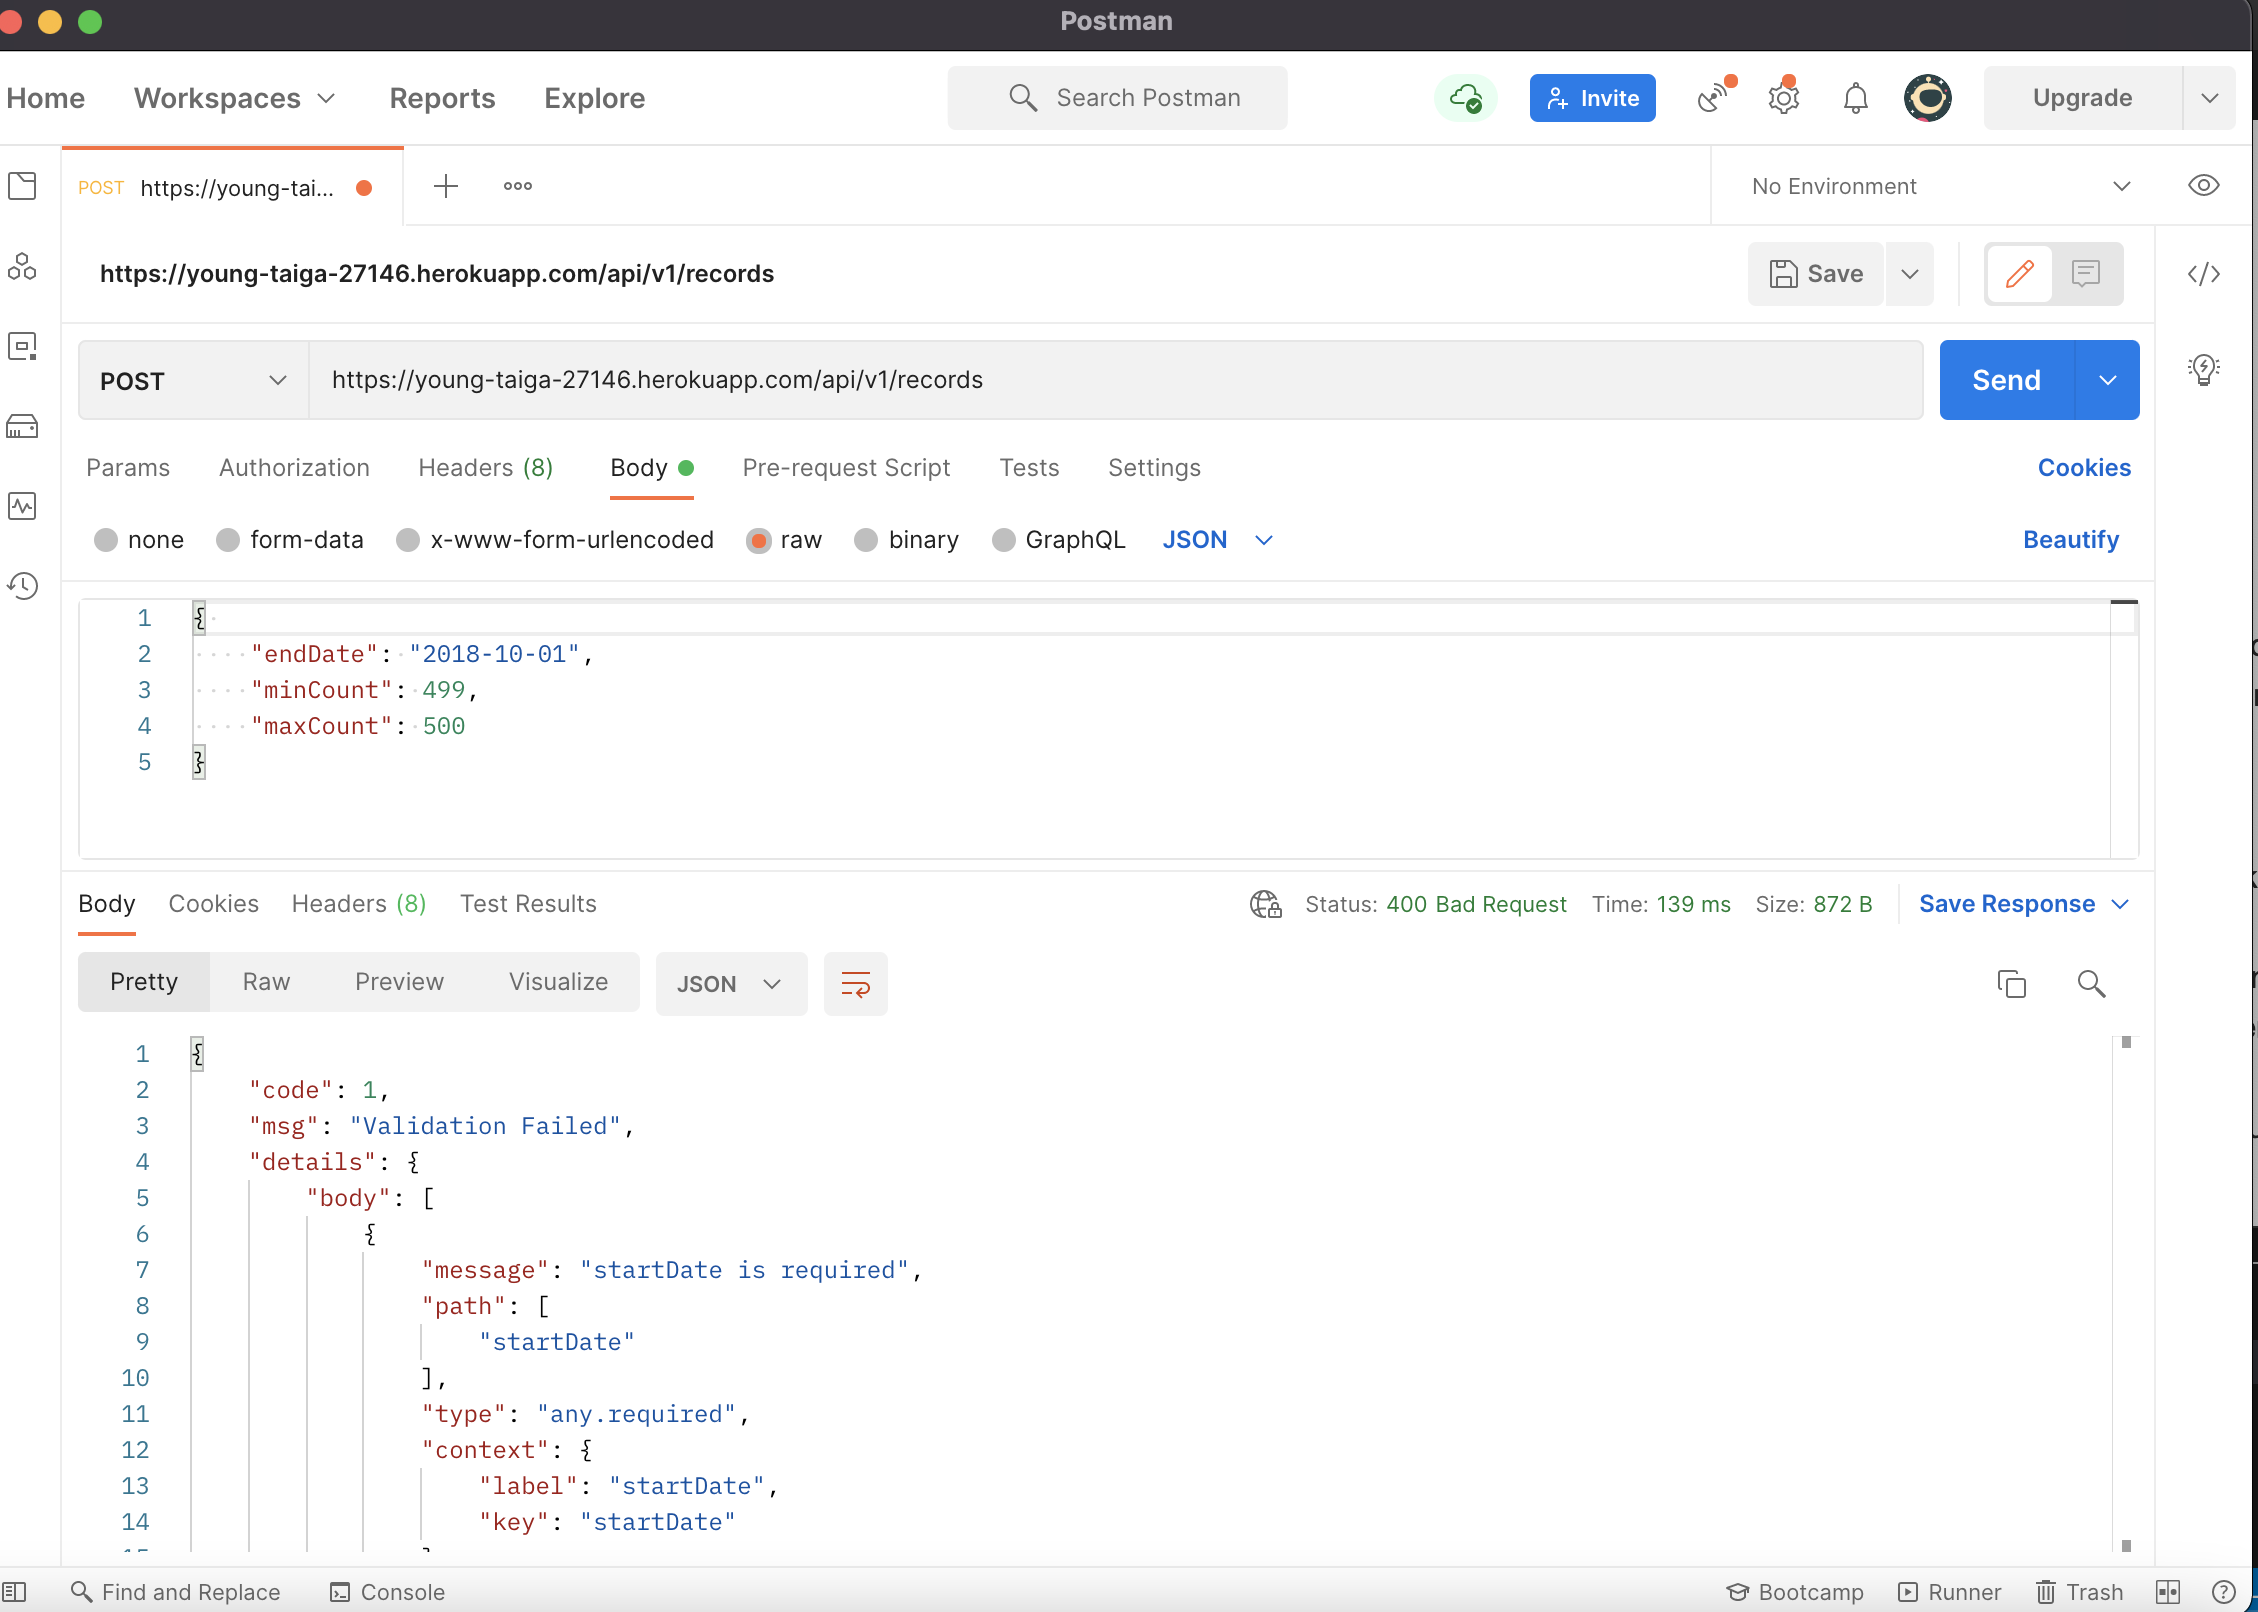 Postman
Home Workspaces Reports Explore Search Postman Invite Upgrade
POST https://young-tai... No Environment
https://young-taiga-27146.herokuapp.com/api/v1/records Save
POST https://young-taiga-27146.herokuapp.com/api/v1/records Send
Params Authorization Headers (8) Body Pre-request Script Tests Settings Cookies
none form-data x-www-form-urlencoded raw binary GraphQL JSON Beautify
1 {
2 "endDate": "2018-10-01",
3 "minCount": 499,
4 "maxCount": 500
5 }
Body Cookies Headers (8) Test Results Status: 400 Bad Request Time: 139 ms Size: 872 B Save Response
Pretty Raw Preview Visualize JSON
1 {
2 "code": 1,
3 "msg": "Validation Failed",
4 "details": {
5 "body": [
6 {
7 "message": "startDate is required",
8 "path": [
9 "startDate"
10 ],
11 "type": "any.required",
12 "context": {
13 "label": "startDate",
14 "key": "startDate"
Find and Replace Console Bootcamp Runner Trash